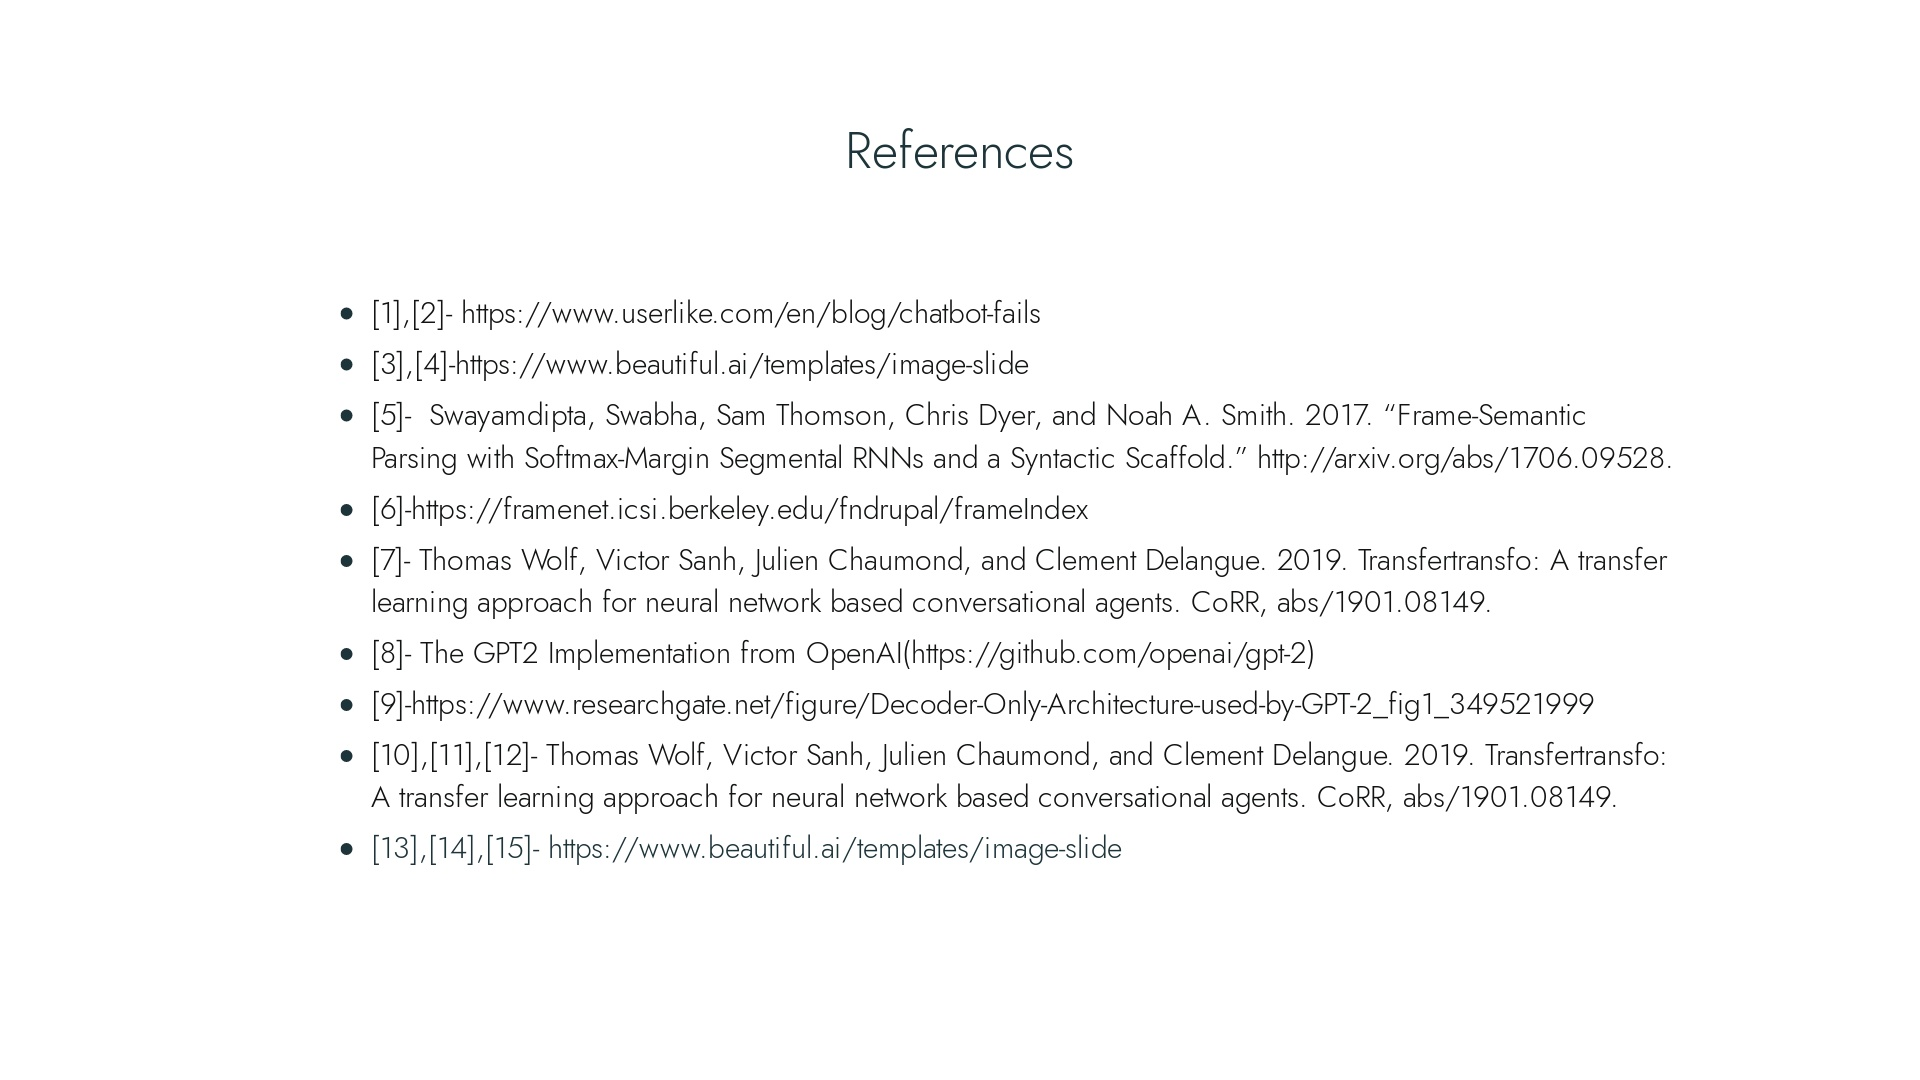 References
• [1],[2]- https://www.userlike.com/en/blog/chatbot-fails
• [3],[4]-https://www.beautiful.ai/templates/image-slide
• [5]-  Swayamdipta, Swabha, Sam Thomson, Chris Dyer, and Noah A. Smith. 2017. “Frame-Semantic
Parsing with Softmax-Margin Segmental RNNs and a Syntactic Scaffold.” http://arxiv.org/abs/1706.09528.
• [6]-https://framenet.icsi.berkeley.edu/fndrupal/frameIndex
• [7]- Thomas Wolf, Victor Sanh, Julien Chaumond, and Clement Delangue. 2019. Transfertransfo: A transfer
learning approach for neural network based conversational agents. CoRR, abs/1901.08149.
• [8]- The GPT2 Implementation from OpenAI(https://github.com/openai/gpt-2)
• [9]-https://www.researchgate.net/figure/Decoder-Only-Architecture-used-by-GPT-2_fig1_349521999
• [10],[11],[12]- Thomas Wolf, Victor Sanh, Julien Chaumond, and Clement Delangue. 2019. Transfertransfo:
A transfer learning approach for neural network based conversational agents. CoRR, abs/1901.08149.
• [13],[14],[15]- https://www.beautiful.ai/templates/image-slide